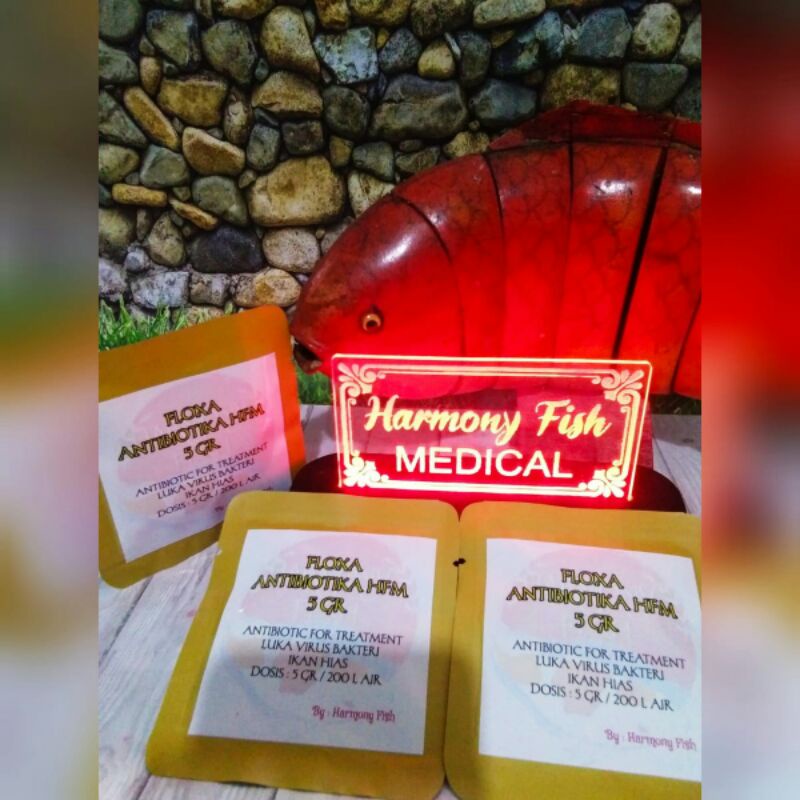 Harmony Fish
MEDICAL
FLOXA
ANTIBIOTIKA HFM
5 GR
ANTIBIOTIC FOR TREATMENT
LUKA VIRUS BAKTERI
IKAN HIAS
DOSIS : 5 GR / 200 L AIR
By : Harmony Fish
FLOXA
ANTIBIOTIKA HFM
5 GR
ANTIBIOTIC FOR TREATMENT
LUKA VIRUS BAKTERI
IKAN HIAS
DOSIS : 5 GR / 200 L AIR
By : Harmony Fish
FLOXA
ANTIBIOTIKA HFM
5 GR
ANTIBIOTIC FOR TREATMENT
LUKA VIRUS BAKTERI
IKAN HIAS
DOSIS : 5 GR / 200 L AIR
By : Harmony Fish